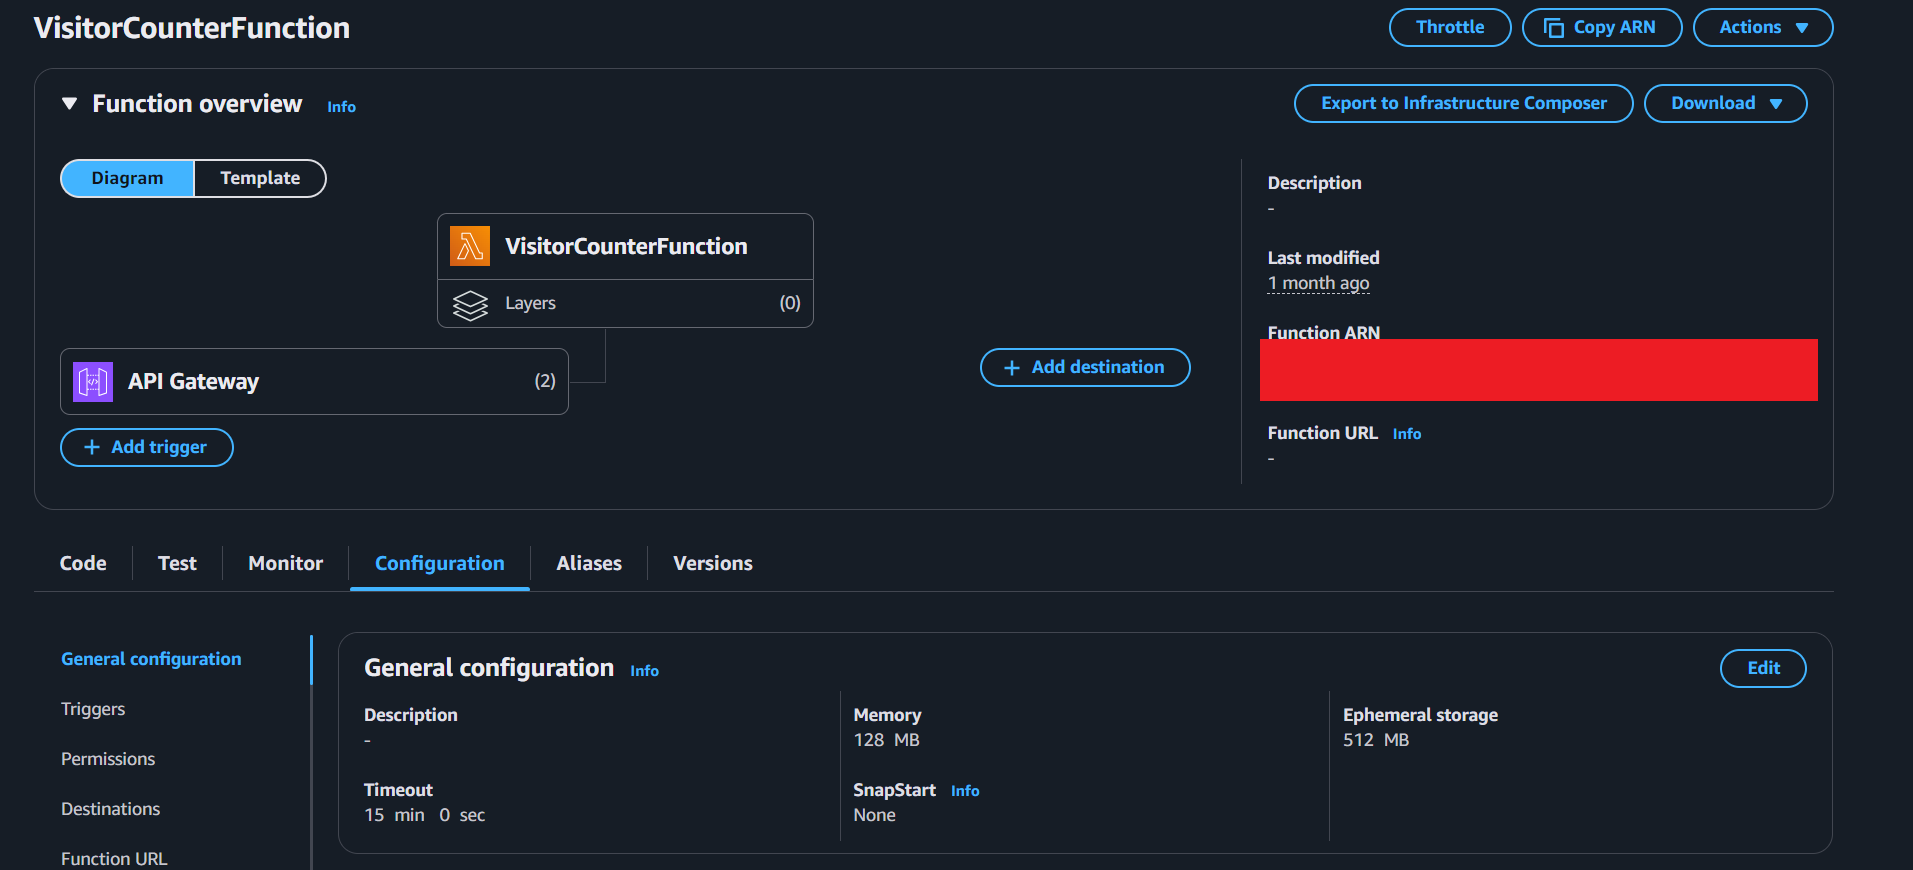 VisitorCounterFunction
Throttle
Copy ARN
Actions
Function overview Info
Export to Infrastructure Composer
Download
Diagram
Template
VisitorCounterFunction
Layers (0)
API Gateway (2)
Add trigger
Add destination
Description
-
Last modified
1 month ago
Function ARN
Function URL Info
-
Code
Test
Monitor
Configuration
Aliases
Versions
General configuration
Triggers
Permissions
Destinations
Function URL
General configuration Info
Edit
Description
-
Timeout
15 min 0 sec
Memory
128 MB
SnapStart Info
None
Ephemeral storage
512 MB